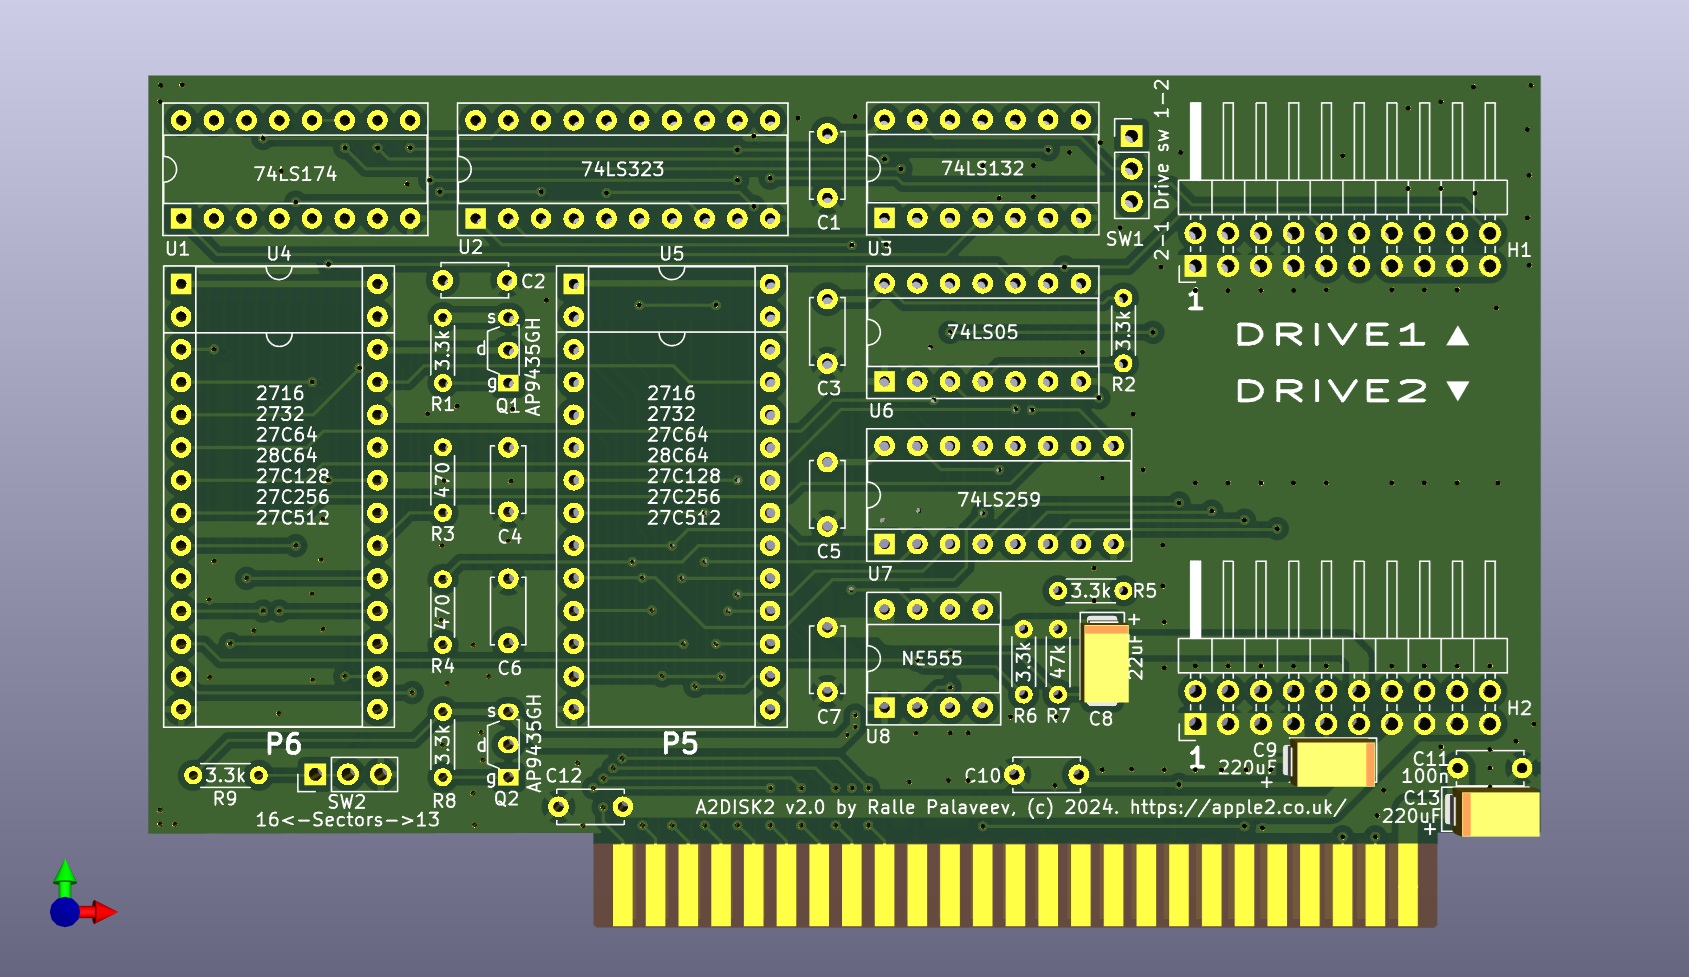 74LS174
U1
74LS323
U2
C1
74LS132
U3
2-1 Drive sw 1-2
SW1
H1
1
U4
U5
C2
3.3k
R1
s
d
g
AP9435GH
Q1
C3
74LS05
U6
3.3k
R2
DRIVE1 ▲
DRIVE2 ▼
2716
2732
27C64
28C64
27C128
27C256
27C512
2716
2732
27C64
28C64
27C128
27C256
27C512
470
R3
C4
C5
74LS259
U7
470
R4
C6
C7
NE555
U8
3.3k
R5
3.3k
R6
47k
R7
+
22uF
C8
H2
1
P6
P5
3.3k
R8
s
d
g
AP9435GH
Q2
3.3k
R9
SW2
16<-Sectors->13
C12
C10
C9
220uF
+
C11
100n
C13
220uF
+
A2DISK2 v2.0 by Ralle Palaveev, (c) 2024. https://apple2.co.uk/